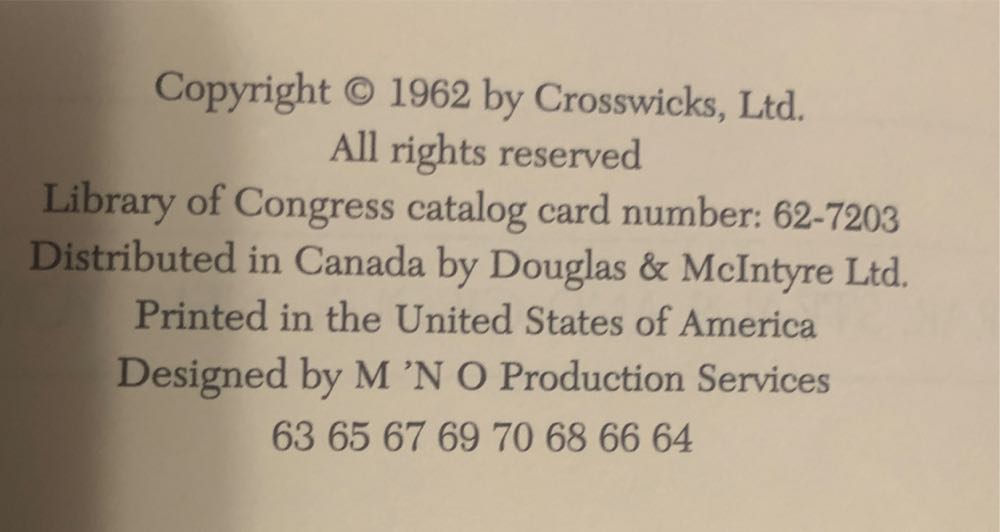 Copyright © 1962 by Crosswicks, Ltd.
All rights reserved
Library of Congress catalog card number: 62-7203
Distributed in Canada by Douglas & McIntyre Ltd.
Printed in the United States of America
Designed by M ’N O Production Services
63 65 67 69 70 68 66 64